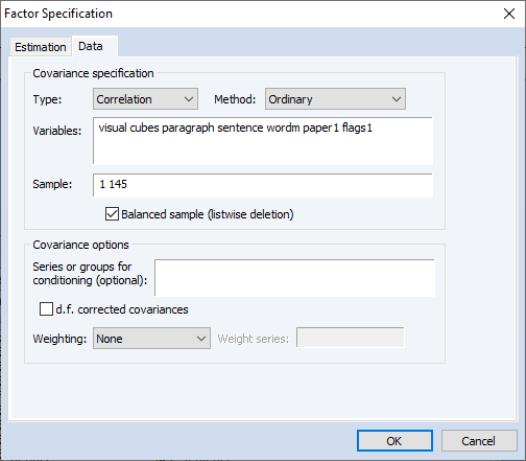 Factor Specification
Estimation Data
Covariance specification
Type: Correlation Method: Ordinary
Variables: visual cubes paragraph sentence wordm paper1 flags1
Sample: 1 145
Balanced sample (listwise deletion)
Covariance options
Series or groups for
conditioning (optional):
d.f. corrected covariances
Weighting: None Weight series:
OK Cancel